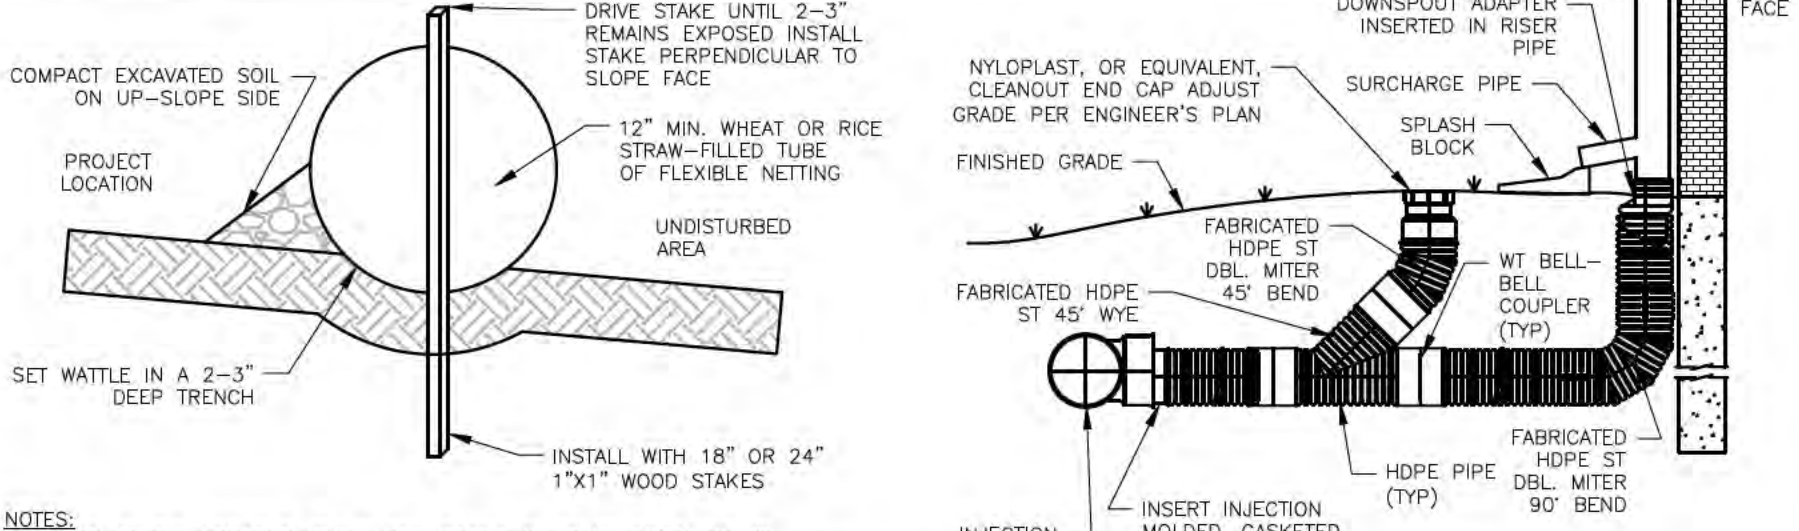 DRIVE STAKE UNTIL 2-3"
REMAINS EXPOSED INSTALL
STAKE PERPENDICULAR TO
SLOPE FACE
COMPACT EXCAVATED SOIL
ON UP-SLOPE SIDE
12" MIN. WHEAT OR RICE
STRAW-FILLED TUBE
OF FLEXIBLE NETTING
PROJECT
LOCATION
UNDISTURBED
AREA
SET WATTLE IN A 2-3"
DEEP TRENCH
INSTALL WITH 18" OR 24"
1"X1" WOOD STAKES
NOTES:
DOWNSPOUT ADAPTER
INSERTED IN RISER
PIPE
FACE
NYLOPLAST, OR EQUIVALENT,
CLEANOUT END CAP ADJUST
GRADE PER ENGINEER'S PLAN
SURCHARGE PIPE
SPLASH
BLOCK
FINISHED GRADE
FABRICATED
HDPE ST
DBL. MITER
45° BEND
WT BELL-
BELL
COUPLER
(TYP)
FABRICATED HDPE
ST 45° WYE
FABRICATED
HDPE ST
DBL. MITER
90° BEND
HDPE PIPE
(TYP)
INSERT INJECTION
MOLDED, GASKETED
INJECTION